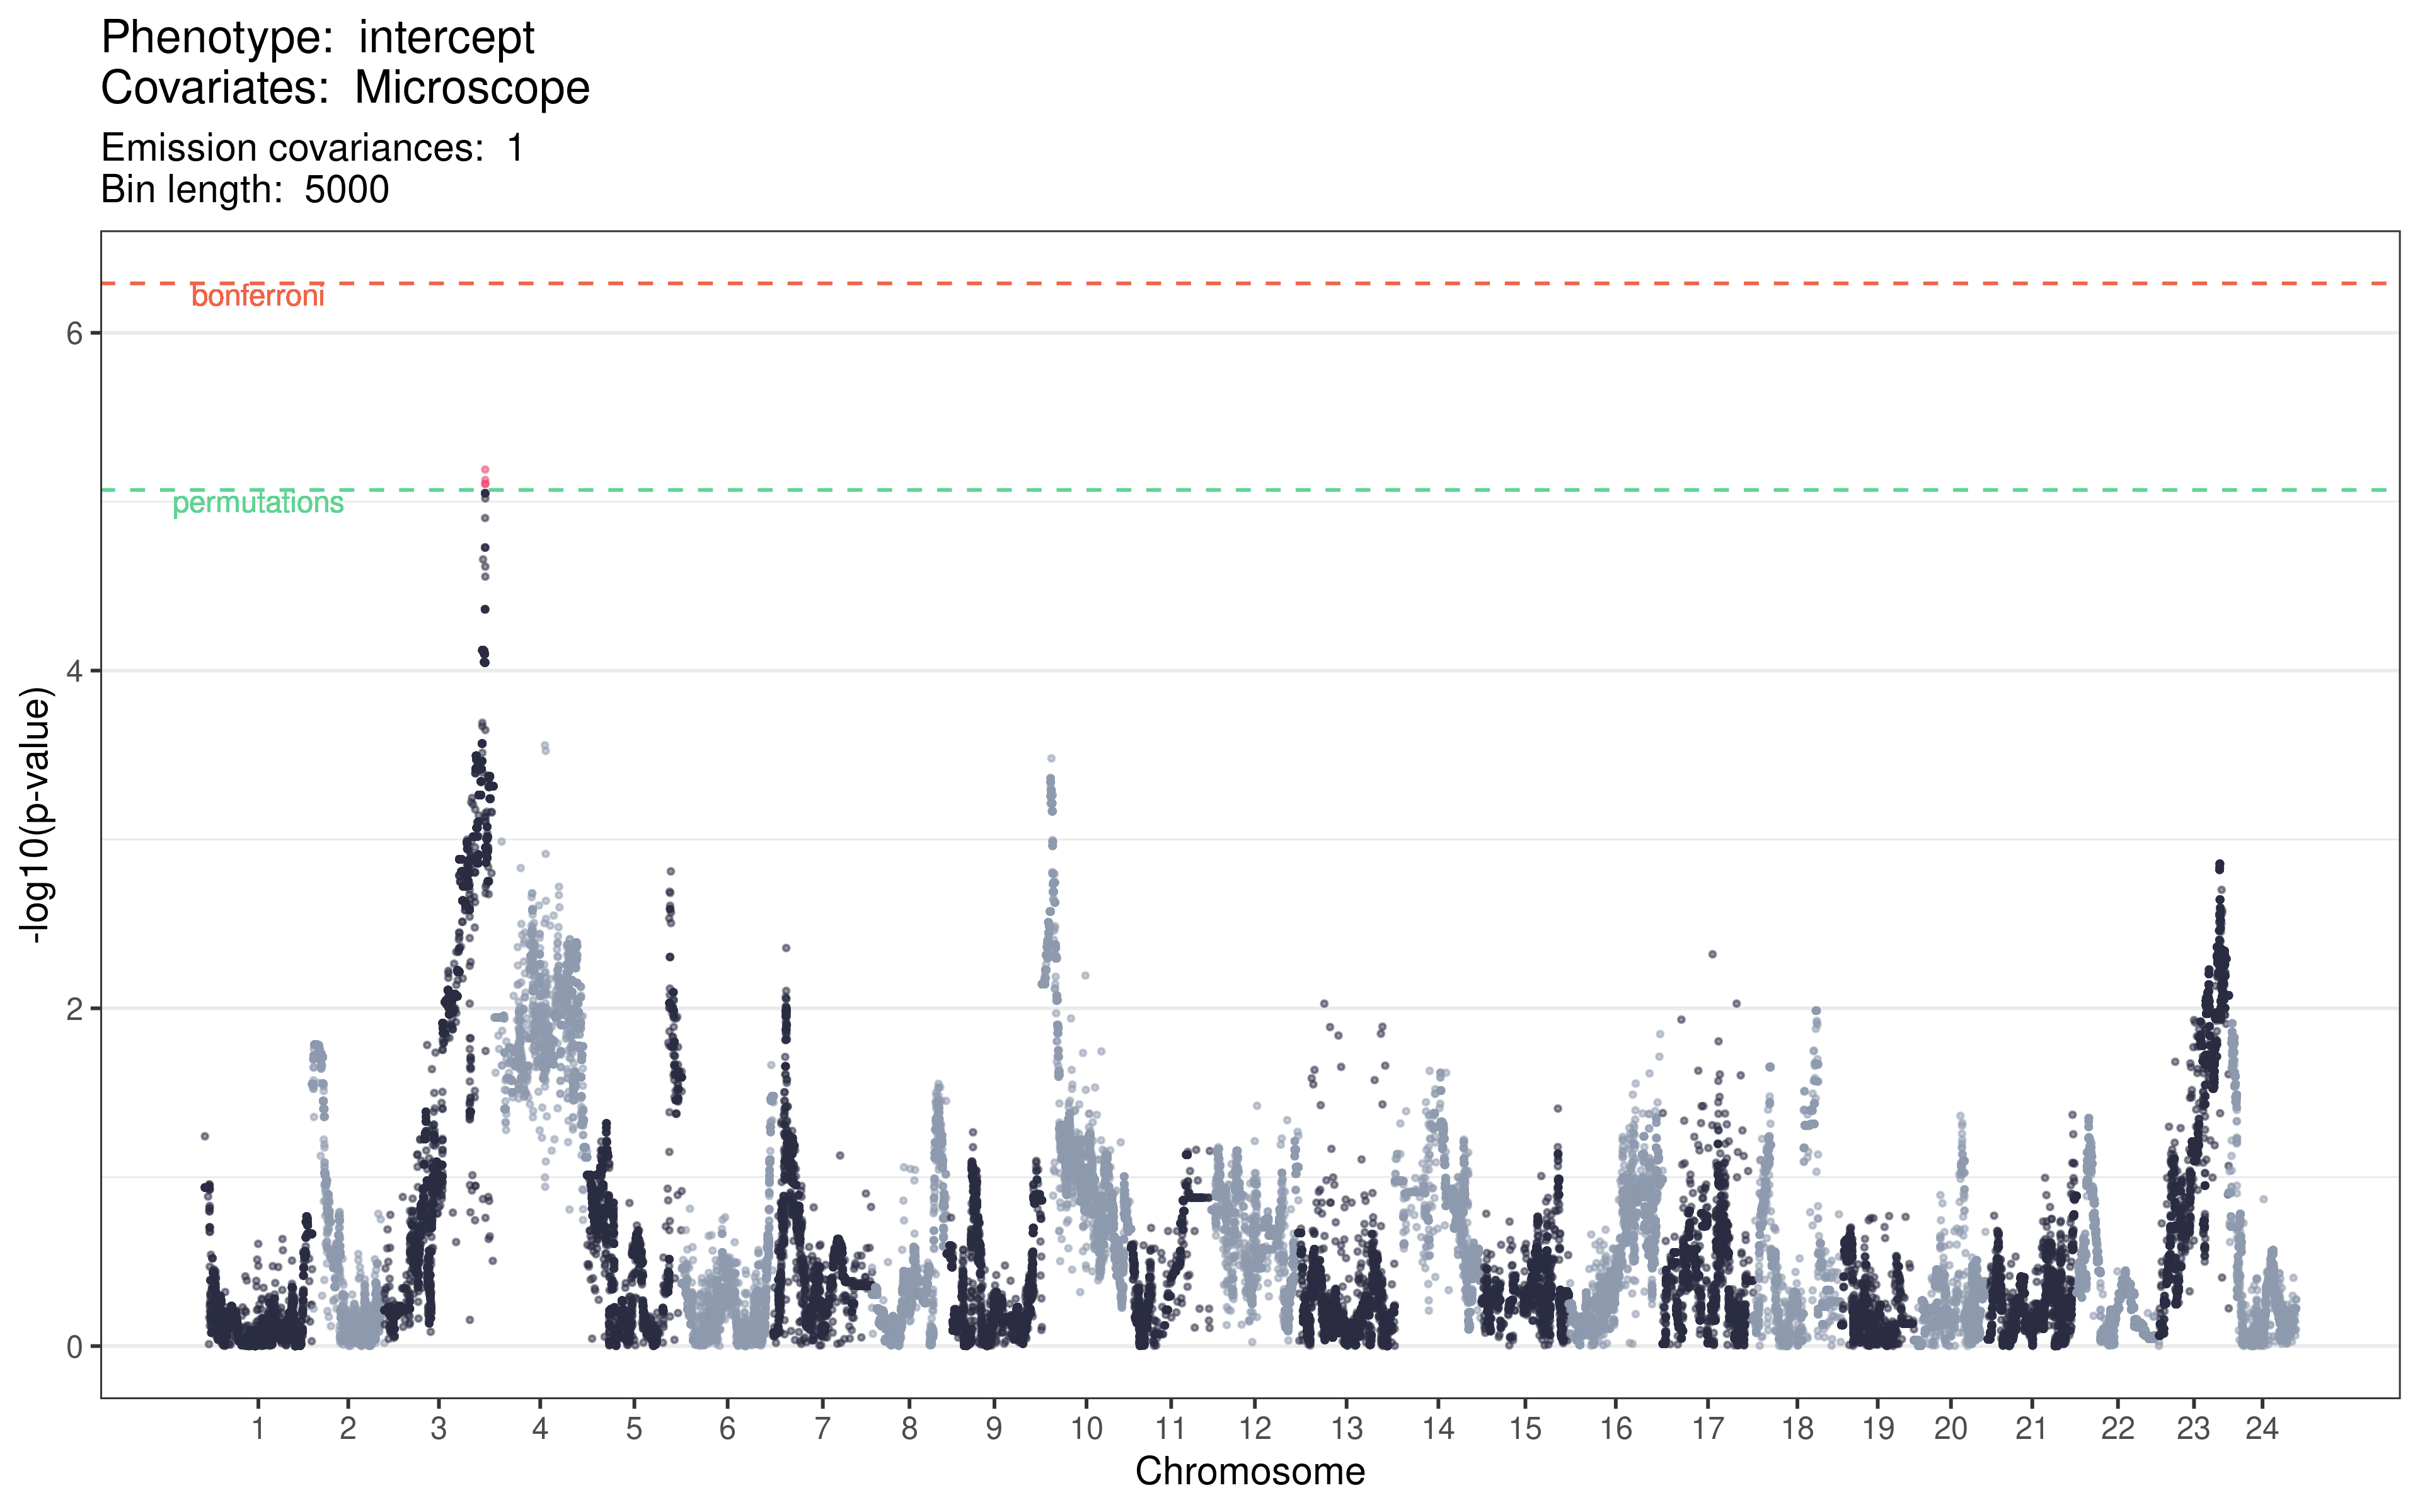 Phenotype: intercept
Covariates: Microscope
Emission covariances: 1
Bin length: 5000
bonferroni
6
permutations
4
-log10(p-value)
2
0
1 2 3 4 5 6 7 8 9 10 11 12 13 14 15 16 17 18 19 20 21 22 23 24
Chromosome